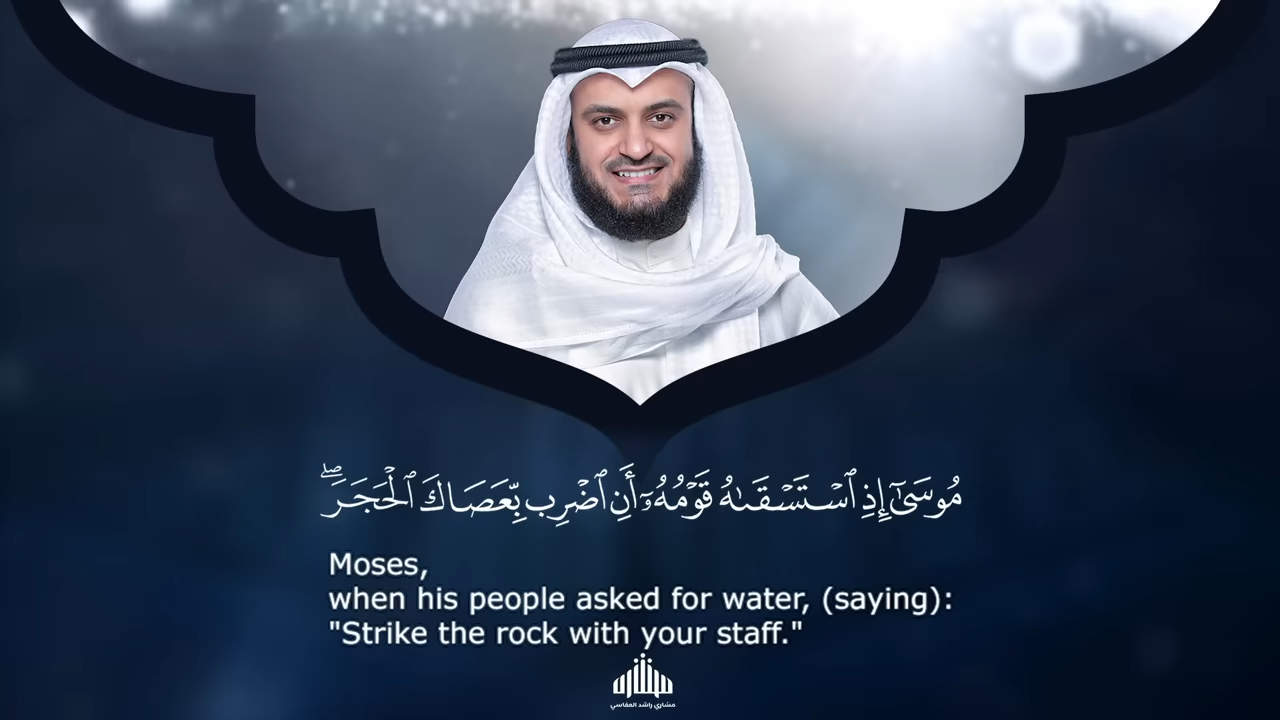 مُوسَىٰٓ إِذِ ٱسْتَسْقَىٰهُ قَوْمُهُۥٓ أَنِ ٱضْرِب بِّعَصَاكَ ٱلْحَجَرَۖ
Moses,
when his people asked for water, (saying):
"Strike the rock with your staff."
مشاري راشد العفاسي